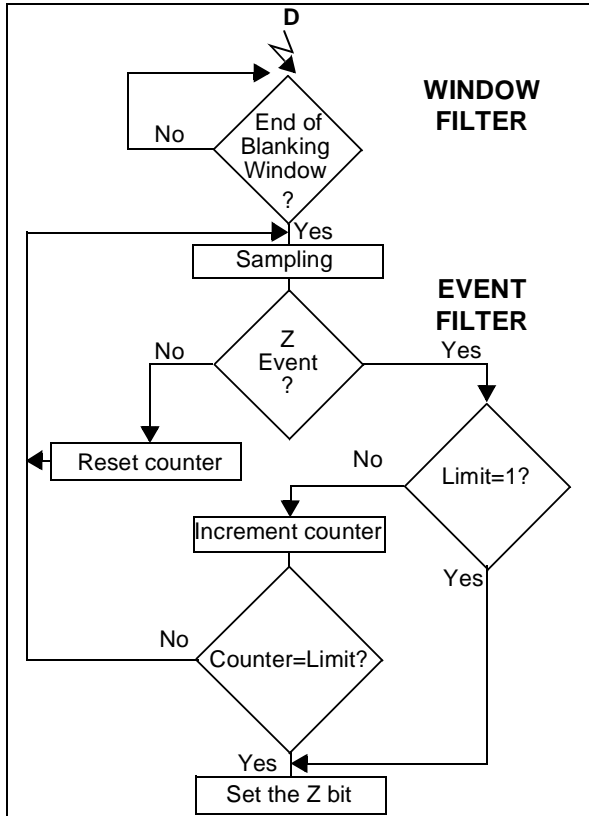 D
WINDOW
FILTER
End of
Blanking
Window
?
No
Yes
Sampling
EVENT
FILTER
Z
Event
?
No
Yes
Reset counter
Limit=1?
No
Increment counter
Yes
Counter=Limit?
No
Yes
Set the Z bit